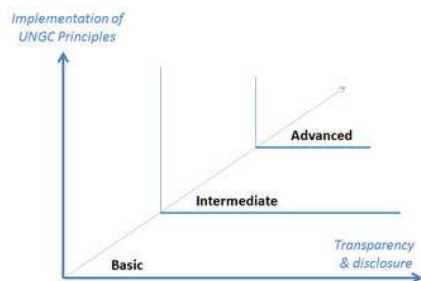 Implementation of
UNGC Principles
Advanced
Intermediate
Basic
Transparency
& disclosure